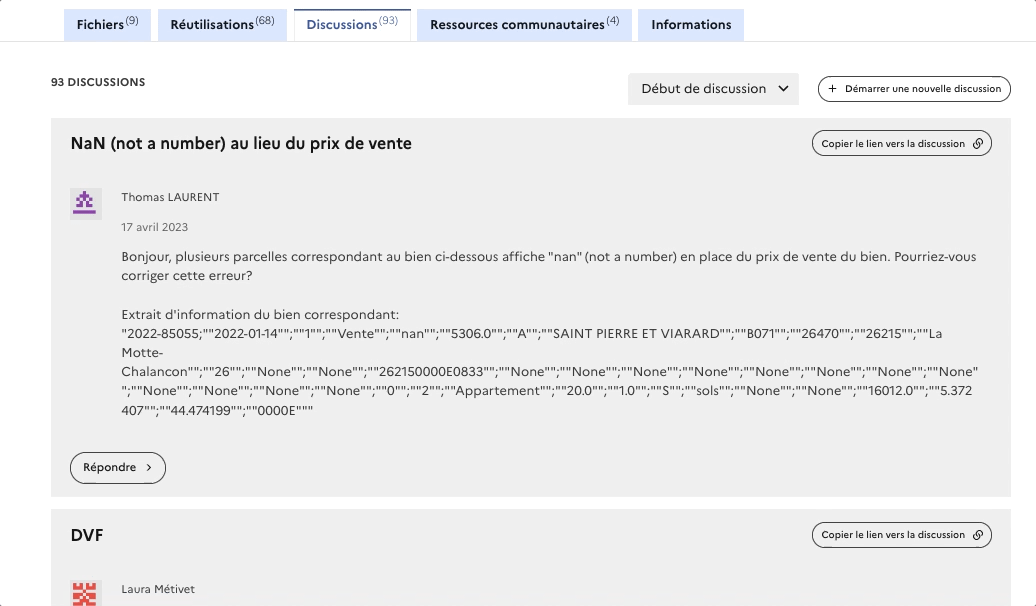 Fichiers(9)
Réutilisations(68)
Discussions(93)
Ressources communautaires(4)
Informations
93 DISCUSSIONS
Début de discussion
+ Démarrer une nouvelle discussion
NaN (not a number) au lieu du prix de vente
Copier le lien vers la discussion
Thomas LAURENT
17 avril 2023
Bonjour, plusieurs parcelles correspondant au bien ci-dessous affiche "nan" (not a number) en place du prix de vente du bien. Pourriez-vous
corriger cette erreur?
Extrait d'information du bien correspondant:
"2022-85055;""2022-01-14"";""1"";""Vente"";""nan"";""5306.0"";""A"";""SAINT PIERRE ET VIARARD"";""B071"";""26470"";""26215"";""La
Motte-
Chalancon"";""26"";""None"";""None"";""262150000E0833"";""None"";""None"";""None"";""None"";""None"";""None"";""None"";""None"
";""None"";""None"";""None"";""None"";""0"";""2"";""Appartement"";""20.0"";""1.0"";""S"";""sols"";""None"";""None"";""16012.0"";""5.372
407"";""44.474199"";""0000E"""
Répondre
DVF
Copier le lien vers la discussion
Laura Métivet